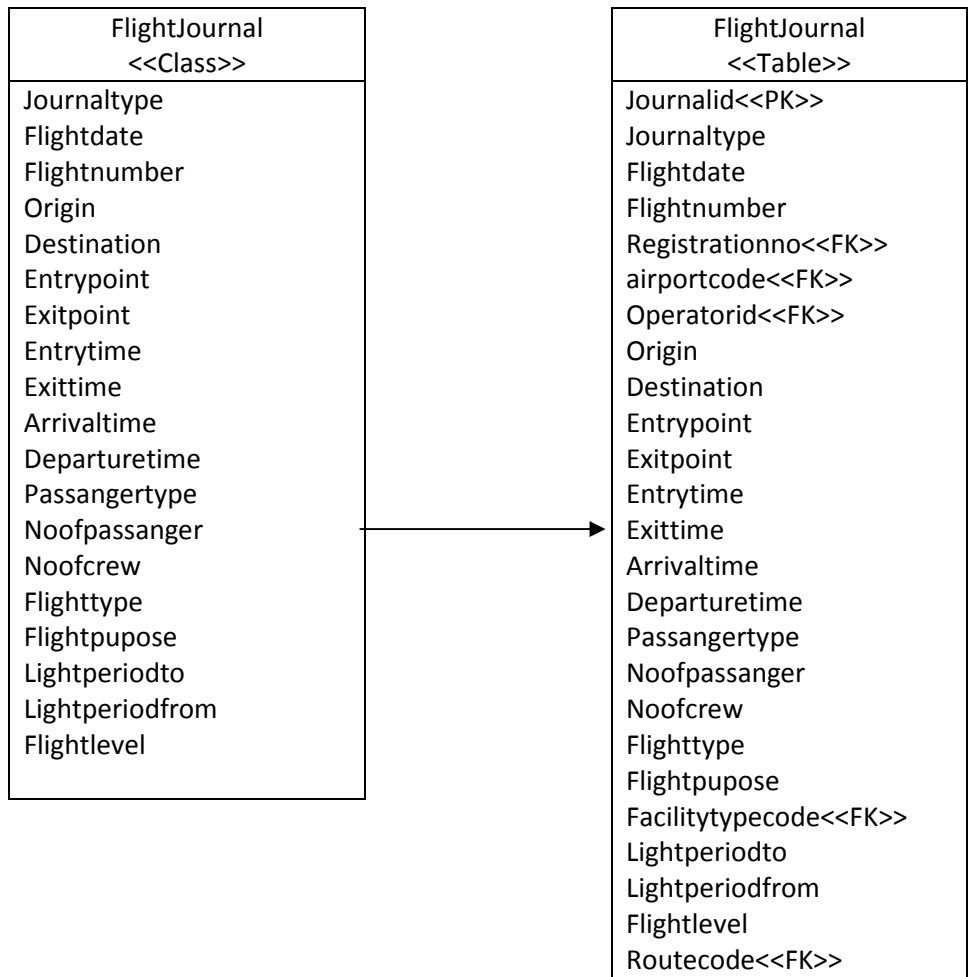 FlightJournal
<<Class>>
Journaltype
Flightdate
Flightnumber
Origin
Destination
Entrypoint
Exitpoint
Entrytime
Exittime
Arrivaltime
Departuretime
Passangertype
Noofpassanger
Noofcrew
Flighttype
Flightpupose
Lightperiodto
Lightperiodfrom
Flightlevel
FlightJournal
<<Table>>
Journalid<<PK>>
Journaltype
Flightdate
Flightnumber
Registrationno<<FK>>
airportcode<<FK>>
Operatorid<<FK>>
Origin
Destination
Entrypoint
Exitpoint
Entrytime
Exittime
Arrivaltime
Departuretime
Passangertype
Noofpassanger
Noofcrew
Flighttype
Flightpupose
Facilitytypecode<<FK>>
Lightperiodto
Lightperiodfrom
Flightlevel
Routecode<<FK>>